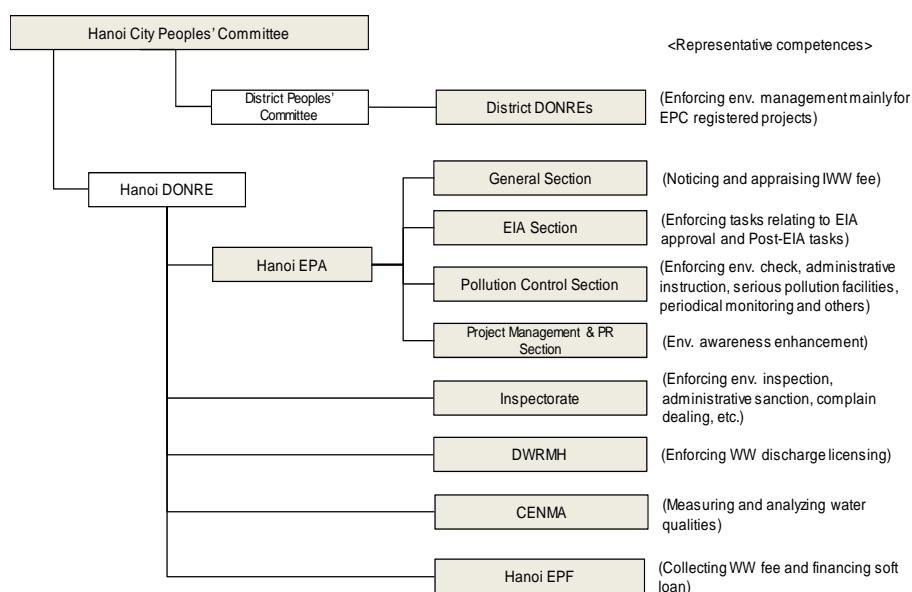 Hanoi City Peoples' Committee
<Representative competences>
District Peoples'
Committee
District DONREs
(Enforcing env. management mainly for
EPC registered projects)
Hanoi DONRE
General Section
(Noticing and appraising IWW fee)
EIA Section
(Enforcing tasks relating to EIA
approval and Post-EIA tasks)
Hanoi EPA
Pollution Control Section
(Enforcing env. check, administrative
instruction, serious pollution facilities,
periodical monitoring and others)
Project Management & PR
Section
(Env. awareness enhancement)
Inspectorate
(Enforcing env. inspection,
administrative sanction, complain
dealing, etc.)
DWRMH
(Enforcing WW discharge licensing)
CENMA
(Measuring and analyzing water
qualities)
Hanoi EPF
(Collecting WW fee and financing soft
loan)